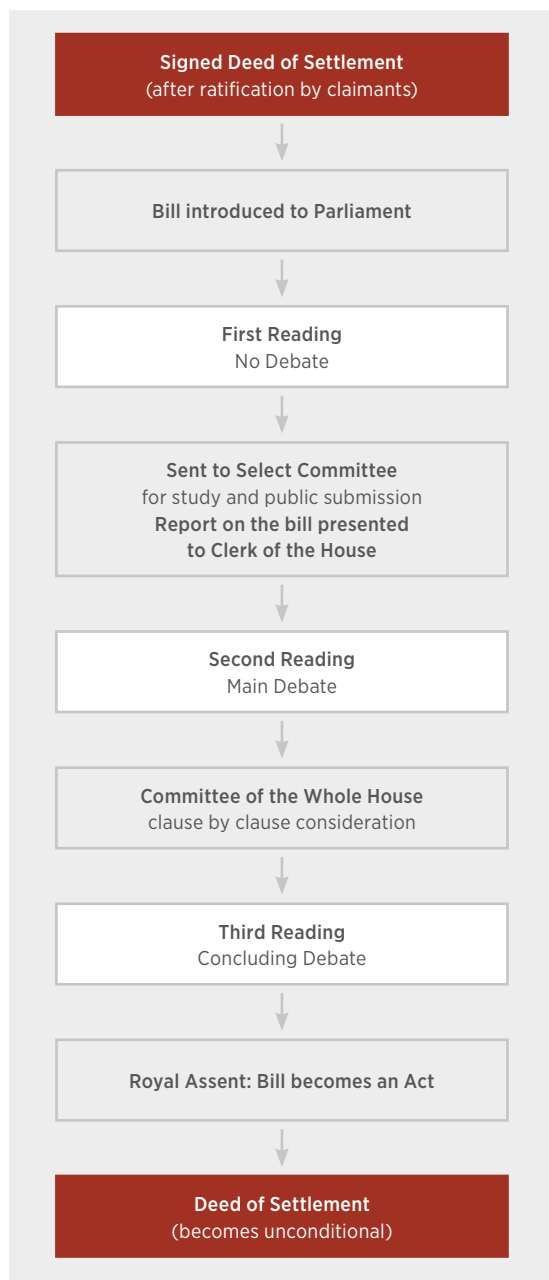 Signed Deed of Settlement
(after ratification by claimants)
Bill introduced to Parliament
First Reading
No Debate
Sent to Select Committee
for study and public submission
Report on the bill presented
to Clerk of the House
Second Reading
Main Debate
Committee of the Whole House
clause by clause consideration
Third Reading
Concluding Debate
Royal Assent: Bill becomes an Act
Deed of Settlement
(becomes unconditional)